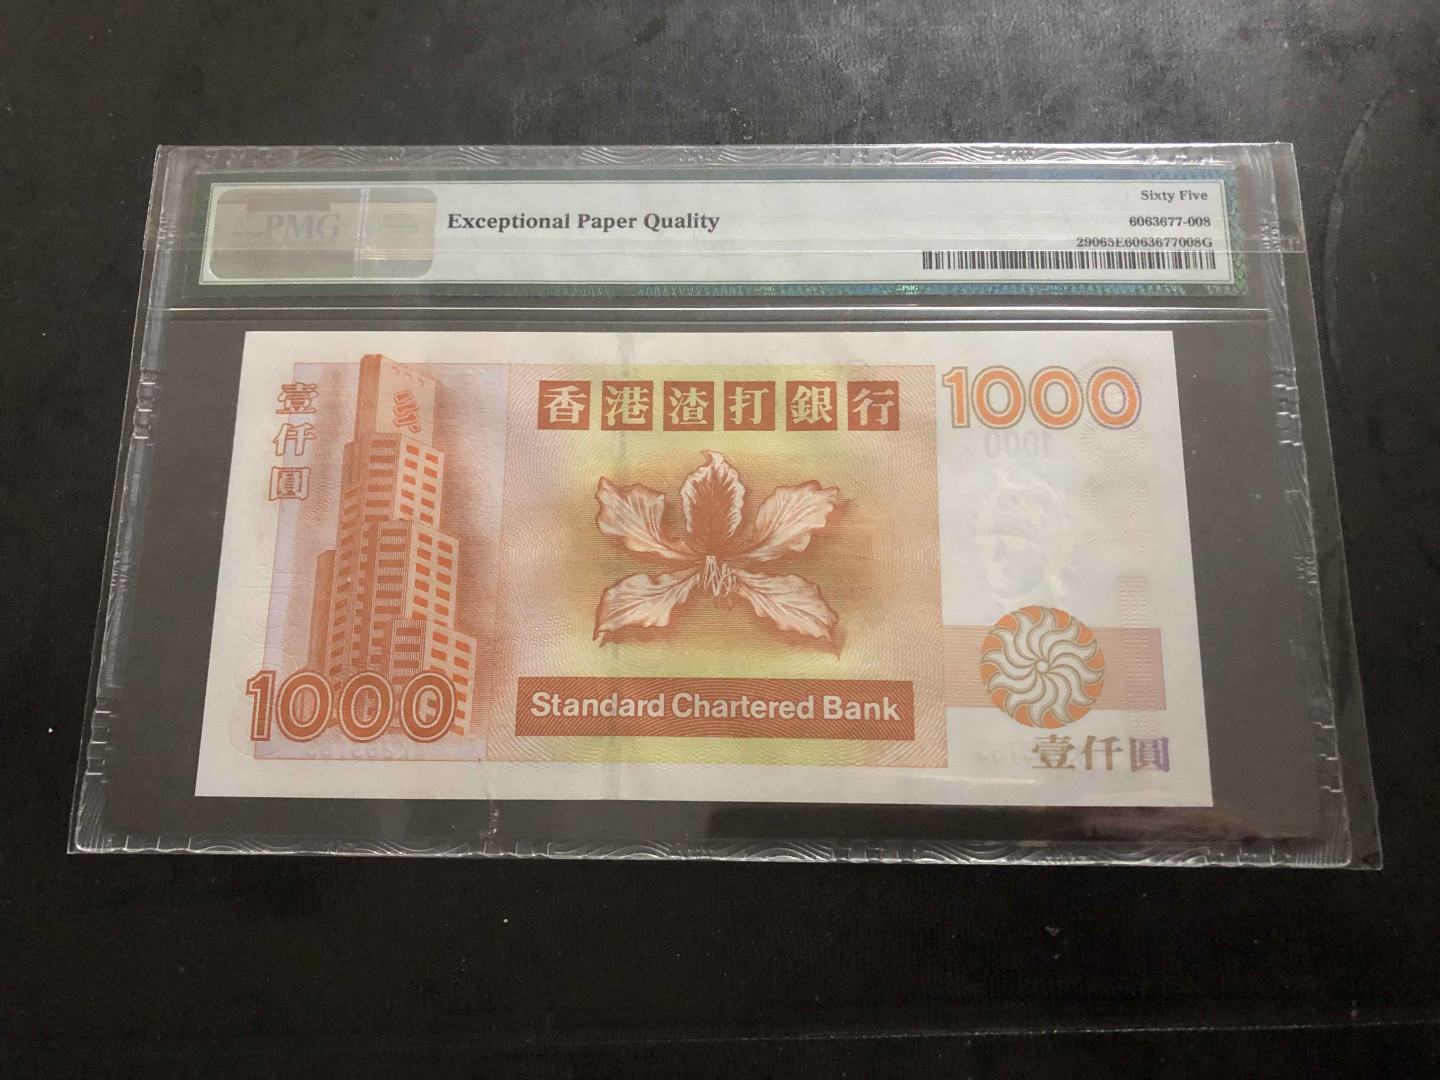 PMG
Exceptional Paper Quality
Sixty Five
6063677-008
29065E6063677008G
壹仟圓
香港渣打銀行
1000
1000
Standard Chartered Bank
1000
壹仟圓